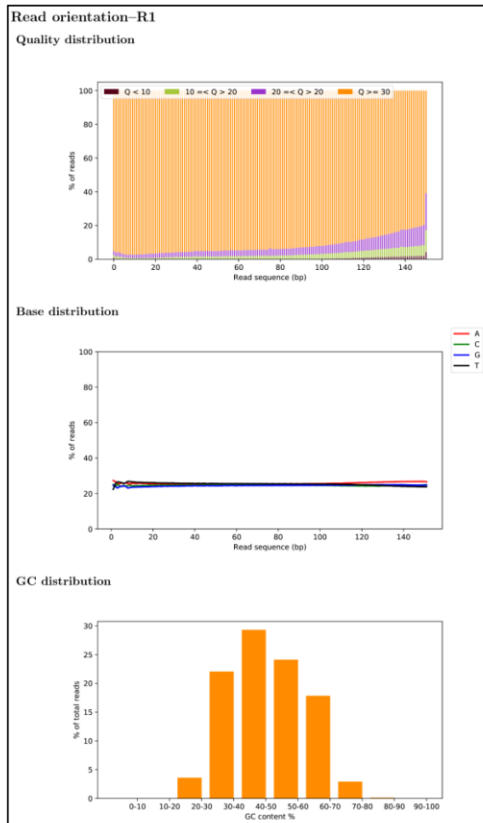 Read orientation–R1
Quality distribution
Q < 10 10 =< Q > 20 20 =< Q > 20 Q >= 30
100
80
60
40
20
0
% of reads
0 20 40 60 80 100 120 140
Read sequence (bp)
Base distribution
A
C
G
T
100
80
60
40
20
0
% of reads
0 20 40 60 80 100 120 140
Read sequence (bp)
GC distribution
30
25
20
15
10
5
0
% of total reads
0-10 10-20 20-30 30-40 40-50 50-60 60-70 70-80 80-90 90-100
GC content %